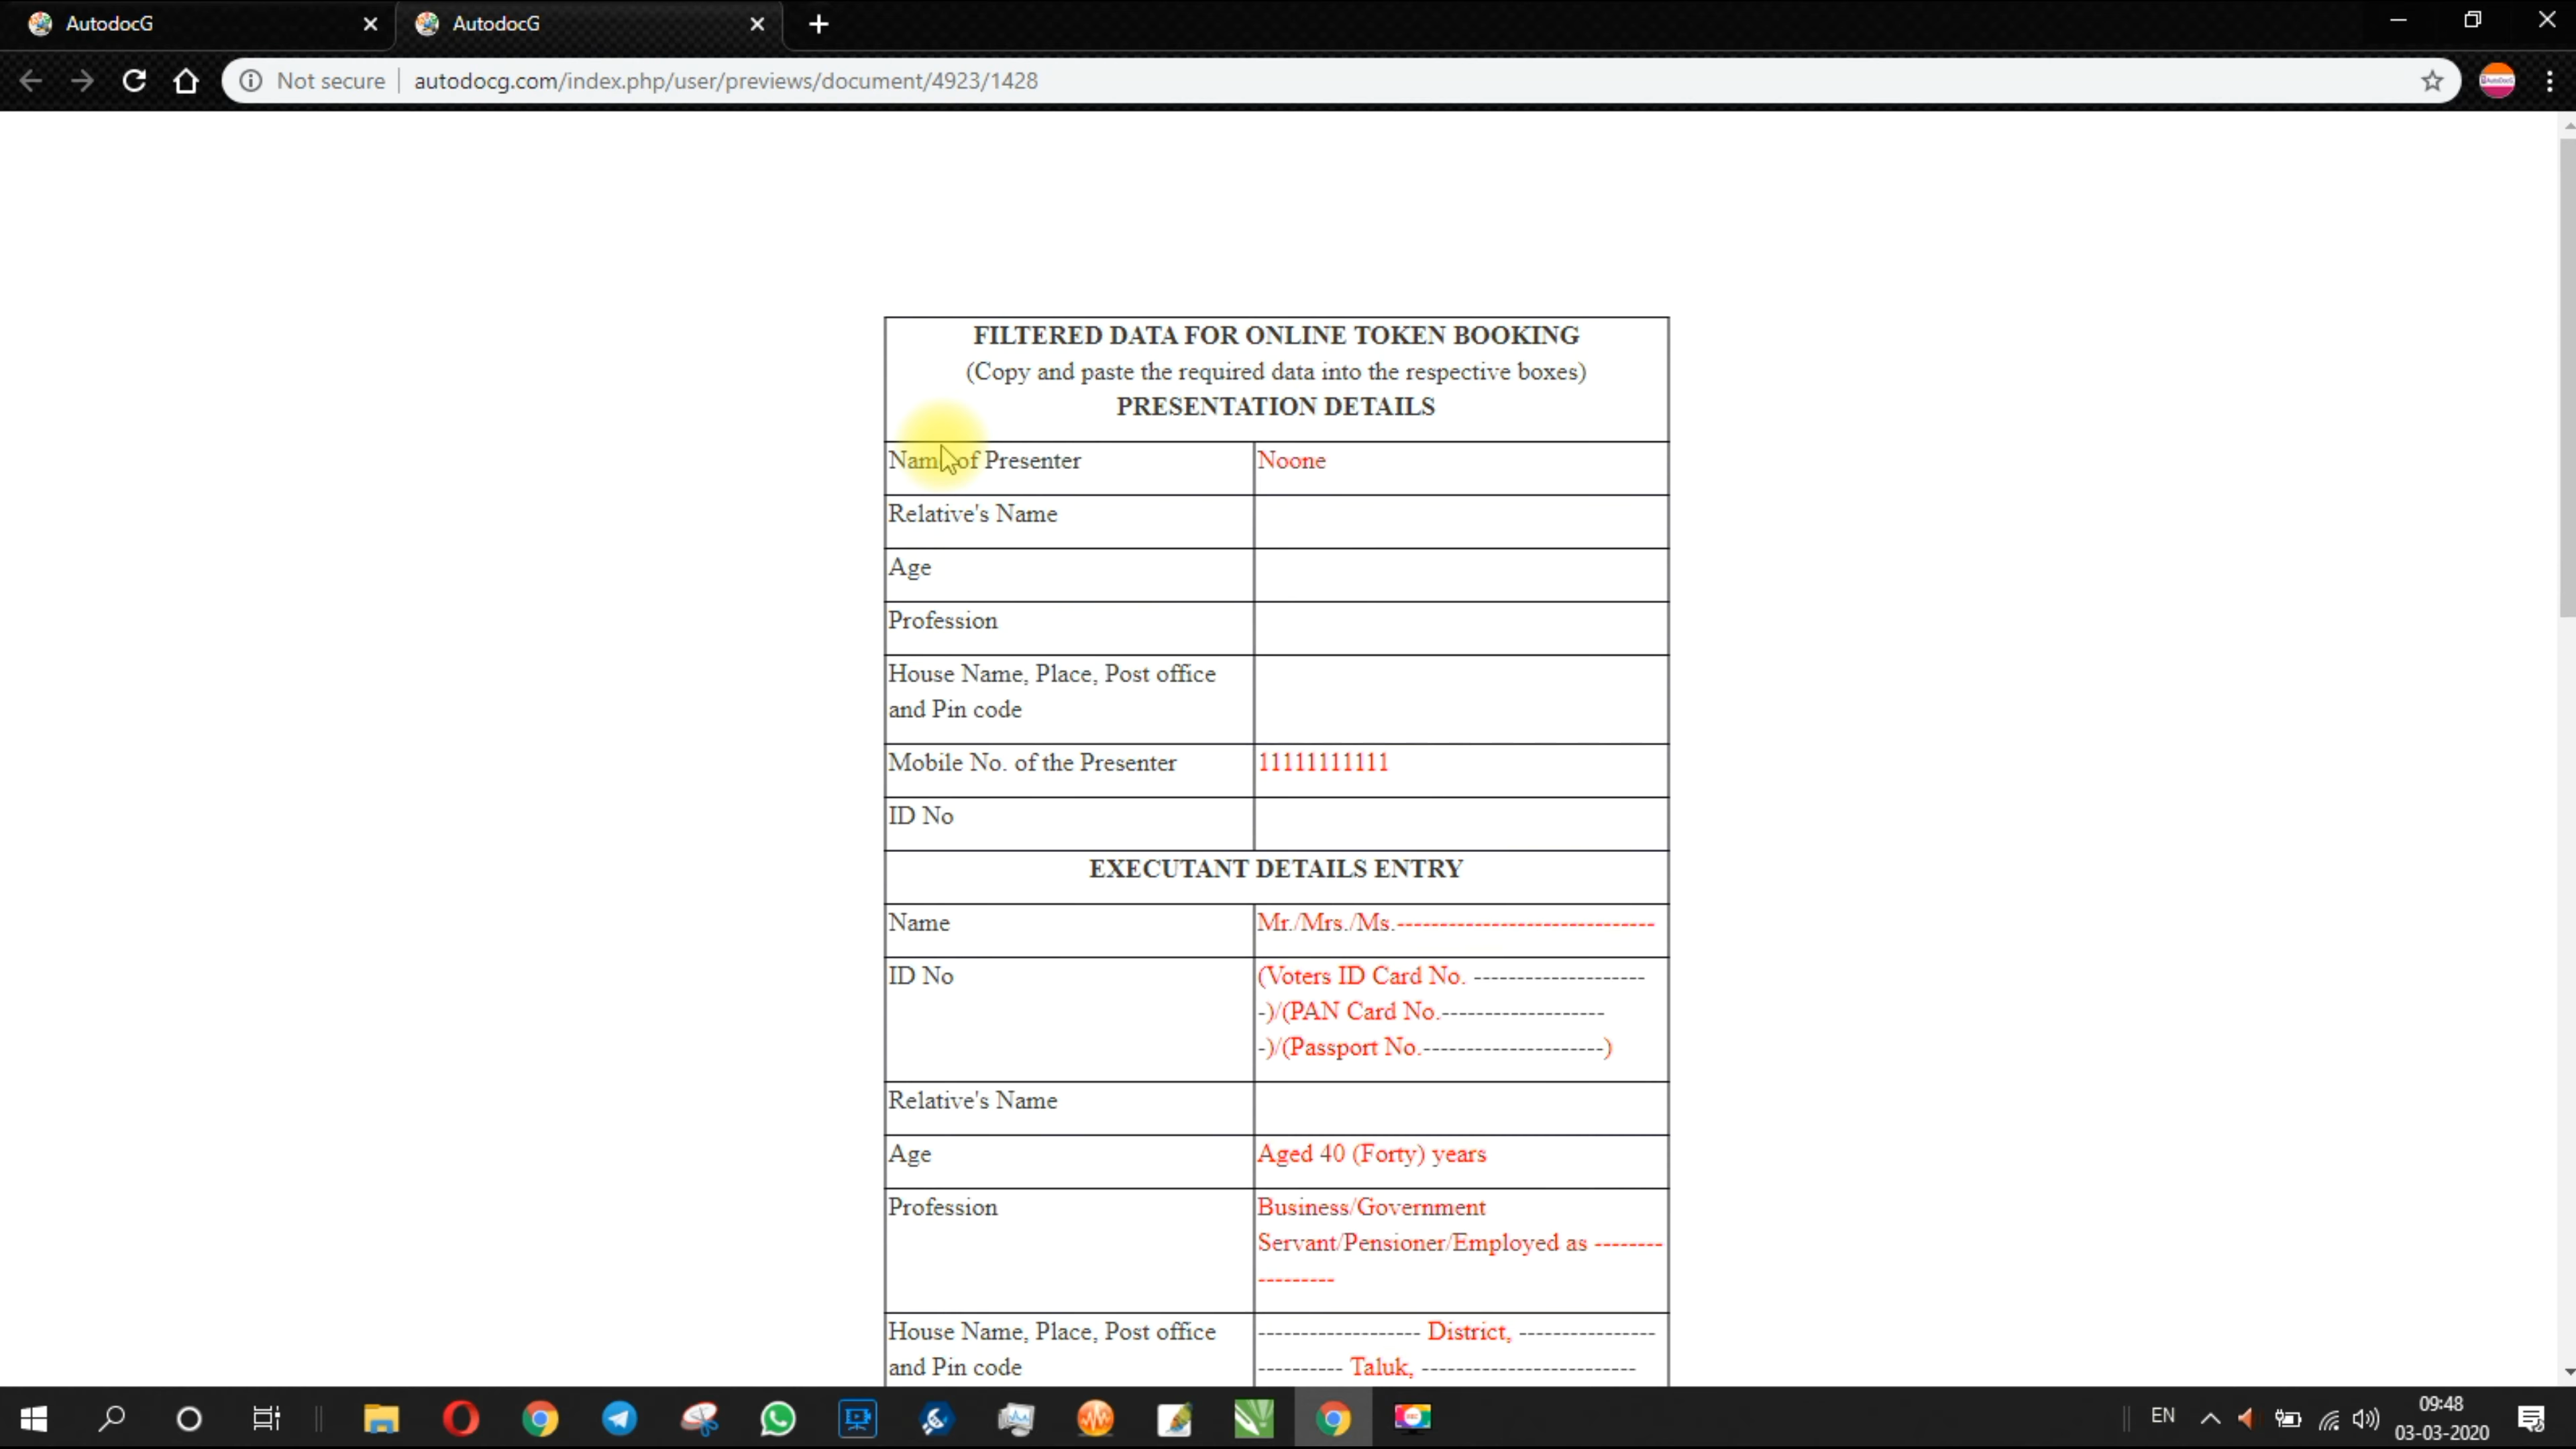 AutodocG
AutodocG
Not secure
autodocg.com/index.php/user/previews/document/4923/1428
FILTERED DATA FOR ONLINE TOKEN BOOKING
(Copy and paste the required data into the respective boxes)
PRESENTATION DETAILS
Name of Presenter Noone
Relative's Name
Age
Profession
House Name, Place, Post office
and Pin code
Mobile No. of the Presenter 11111111111
ID No
EXECUTANT DETAILS ENTRY
Name Mr./Mrs./Ms.------------------------------
ID No (Voters ID Card No. --------------------
-)/(PAN Card No.-------------------
-)/(Passport No.---------------------)
Relative's Name
Age Aged 40 (Forty) years
Profession Business/Government
Servant/Pensioner/Employed as --------
---------
House Name, Place, Post office ------------------- District, ----------------
and Pin code ---------- Taluk, -------------------------
EN
09:48
03-03-2020